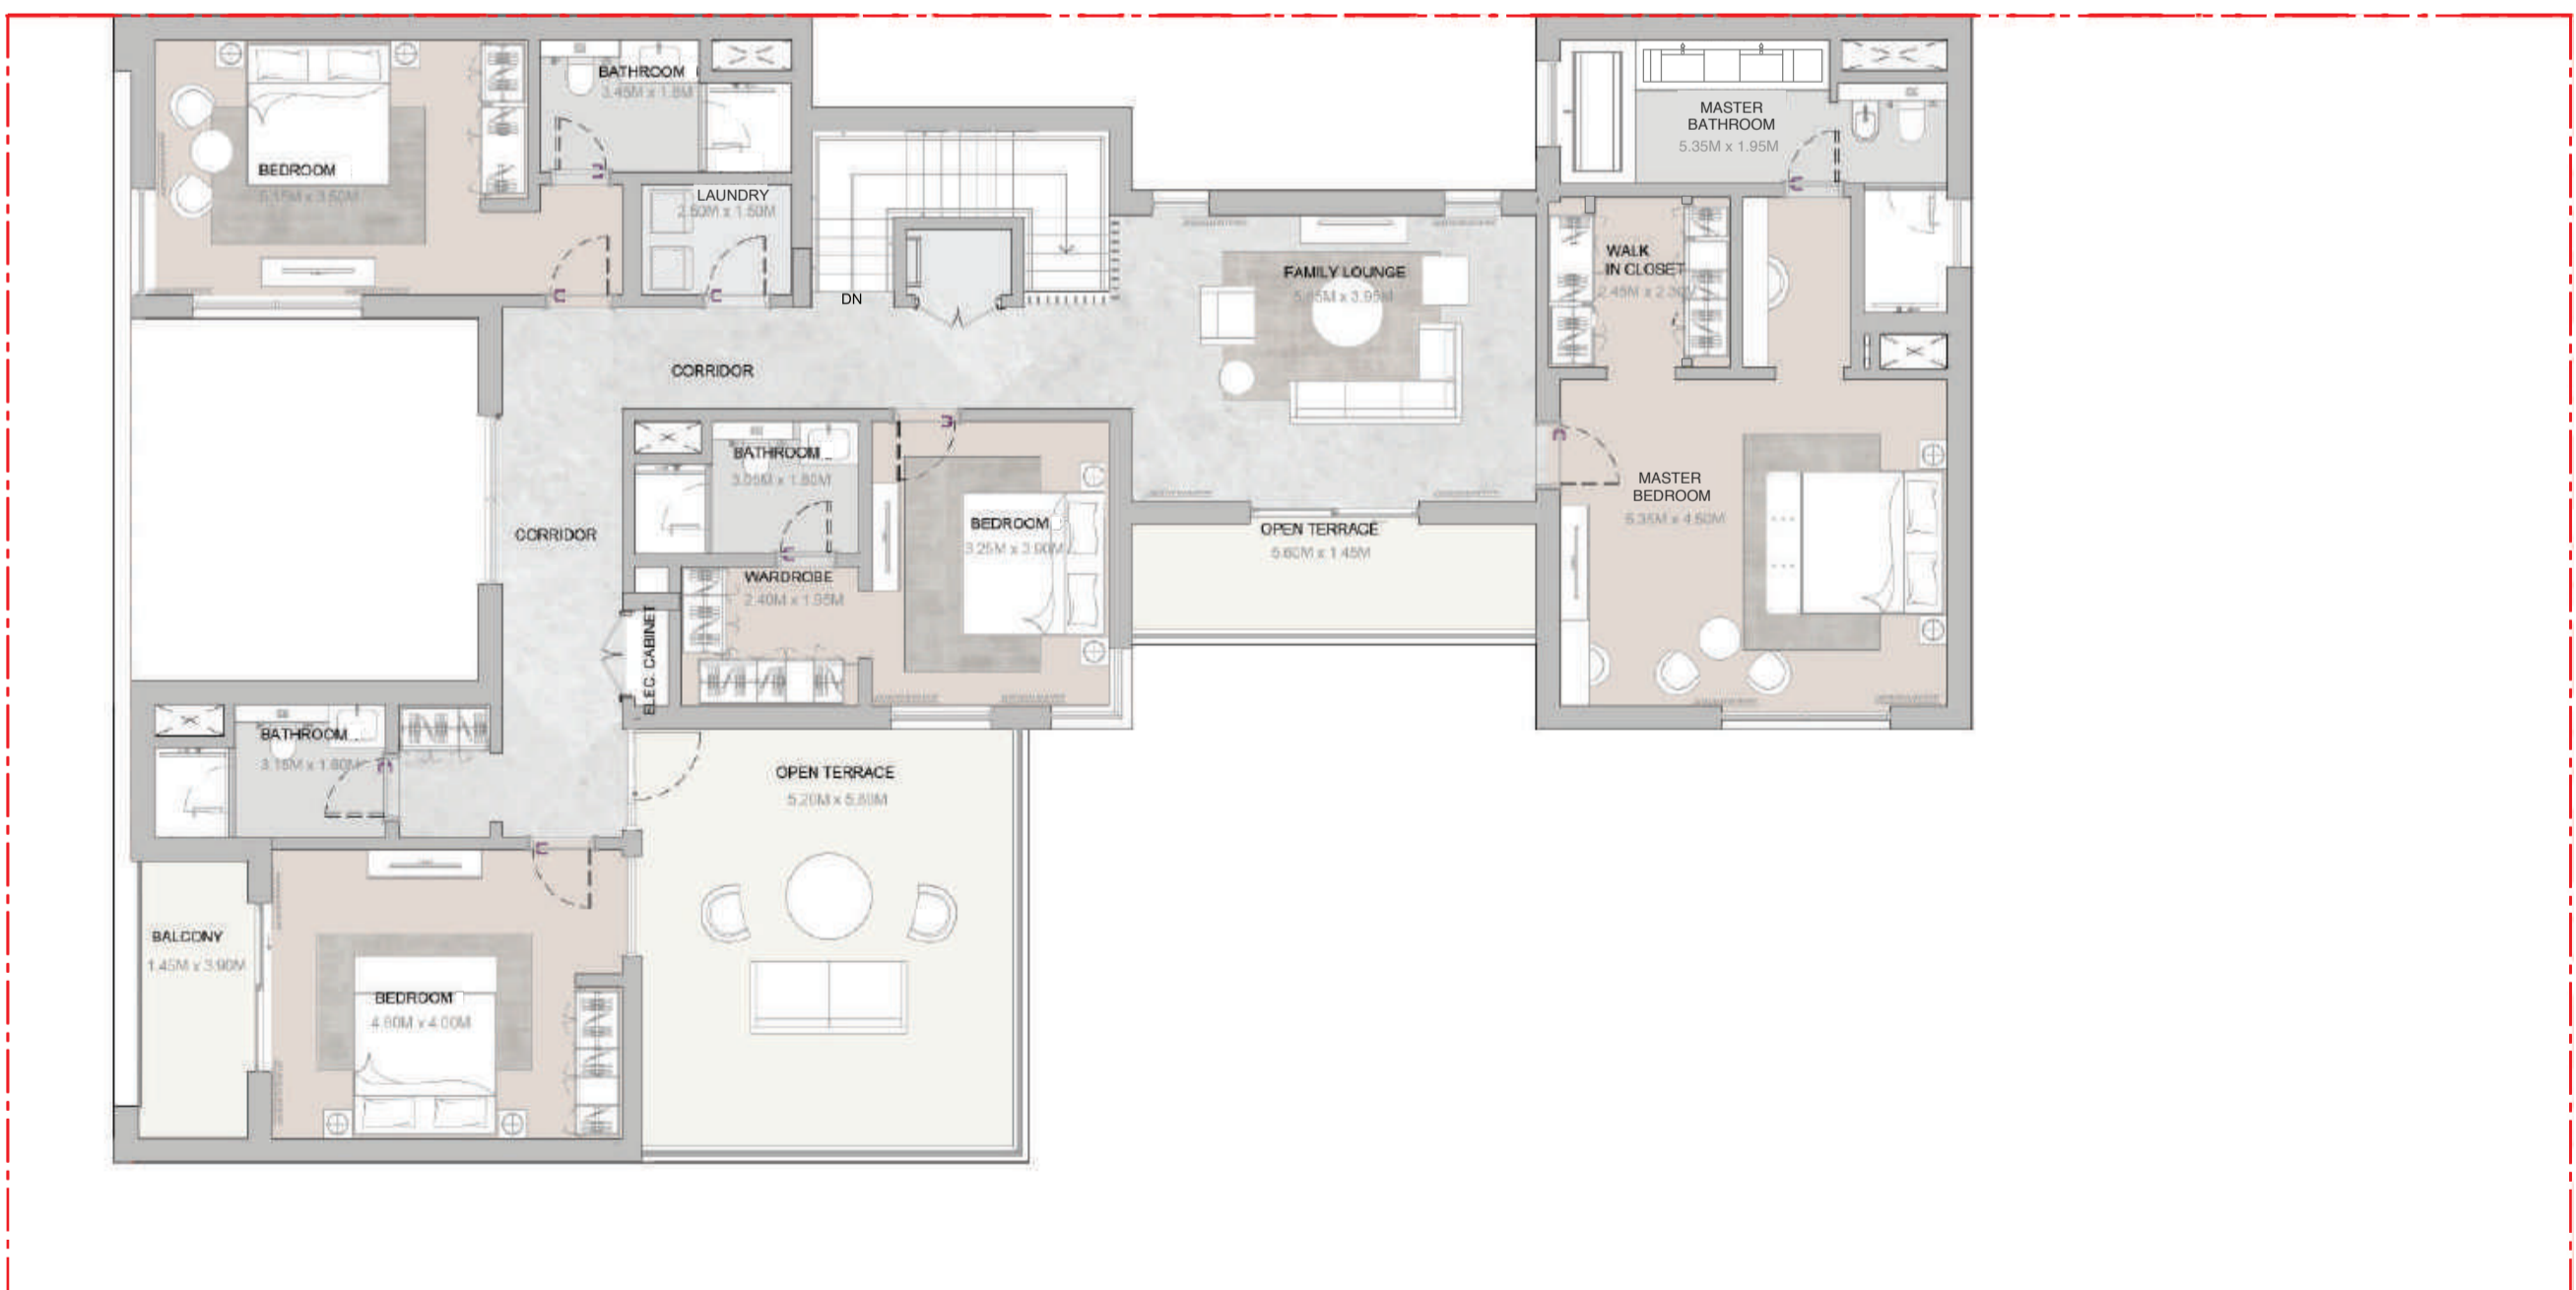 BEDROOM
5.15M x 3.50M
BATHROOM
3.45M x 1.8M
LAUNDRY
2.50M x 1.50M
DN
CORRIDOR
FAMILY LOUNGE
5.65M x 3.95M
MASTER
BATHROOM
5.35M x 1.95M
WALK
IN CLOSET
2.45M x 2.30
MASTER
BEDROOM
5.35M x 4.50M
CORRIDOR
BATHROOM
3.05M x 1.80M
WARDROBE
2.40M x 1.95M
ELEC. CABINET
BEDROOM
3.25M x 3.90M
OPEN TERRACE
5.60M x 1.45M
BATHROOM
3.15M x 1.80M
OPEN TERRACE
5.20M x 5.80M
BALCONY
1.45M x 3.90M
BEDROOM
4.80M x 4.00M